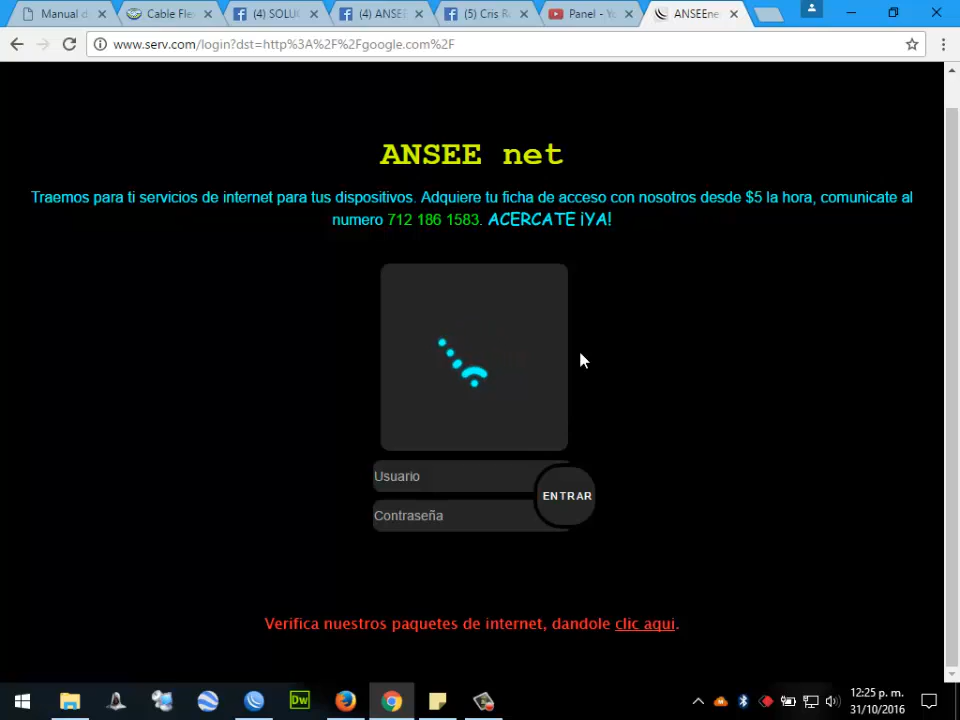 Manual d
Cable Fle
(4) SOLU
(4) ANSE
(5) Cris R
Panel - Yo
ANSEEne
www.serv.com/login?dst=http%3A%2F%2Fgoogle.com%2F
ANSEE net
Traemos para ti servicios de internet para tus dispositivos. Adquiere tu ficha de acceso con nosotros desde $5 la hora, comunicate al
numero 712 186 1583. ACERCATE ¡YA!
Usuario
ENTRAR
Contraseña
Verifica nuestros paquetes de internet, dandole clic aqui.
Dw
12:25 p. m.
31/10/2016